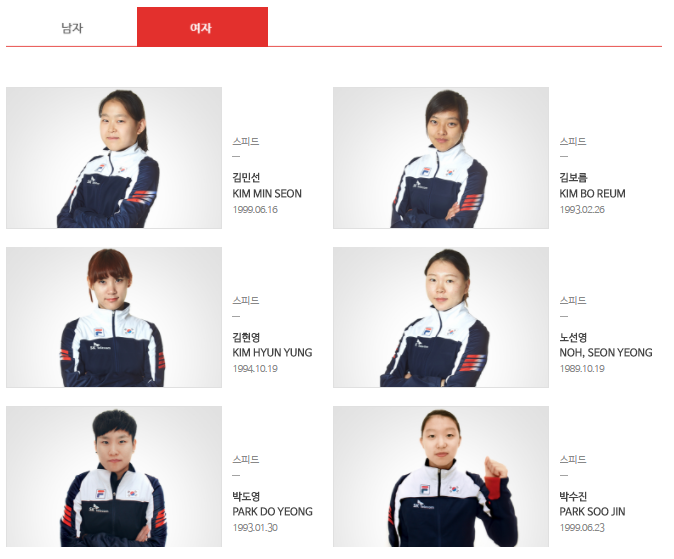 남자
여자
스피드
김민선
KIM MIN SEON
1999.06.16
스피드
김보름
KIM BO REUM
1993.02.26
스피드
김현영
KIM HYUN YUNG
1994.10.19
스피드
노선영
NOH, SEON YEONG
1989.10.19
스피드
박도영
PARK DO YEONG
1993.01.30
스피드
박수진
PARK SOO JIN
1999.06.23